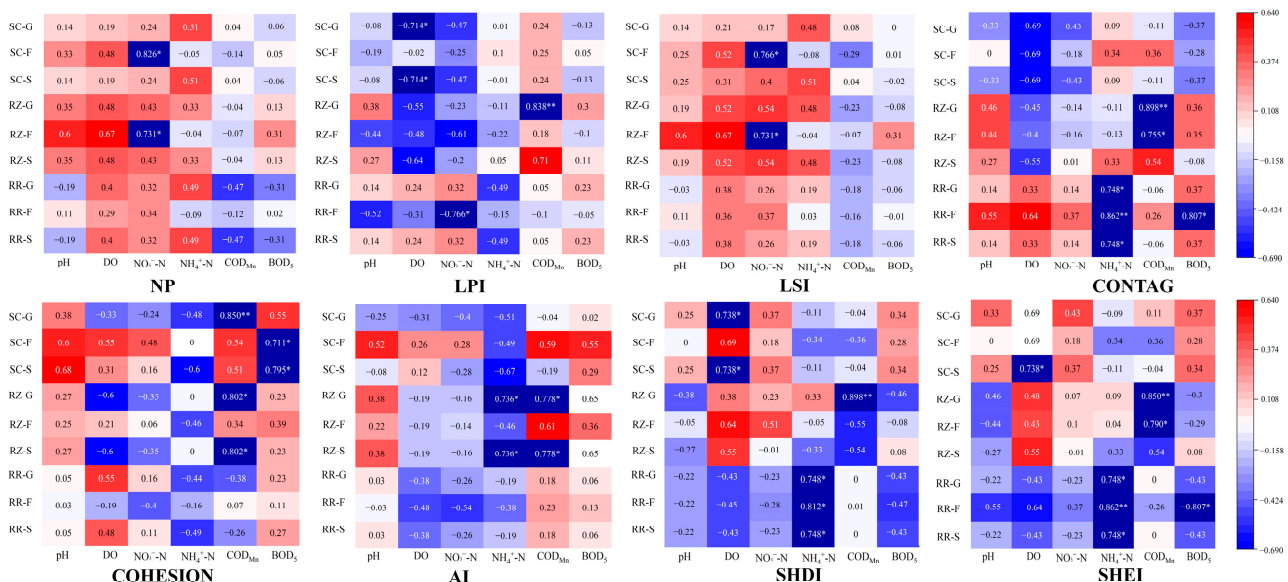 SC-G 0.14 0.19 0.24 0.51 0.04 0.06
SC-F 0.33 0.48 0.826* −0.05 −0.14 0.05
SC-S 0.14 0.19 0.24 0.51 0.04 −0.06
RZ-G 0.35 0.48 0.43 0.33 −0.04 0.13
RZ-F 0.6 0.67 0.731* −0.04 −0.07 0.31
RZ-S 0.35 0.48 0.43 0.33 −0.04 0.13
RR-G −0.19 0.4 0.32 0.49 −0.47 −0.31
RR-F 0.11 0.29 0.34 −0.09 −0.12 0.02
RR-S −0.19 0.4 0.32 0.49 −0.47 −0.31
pH DO NO₃⁻-N NH₄⁺-N COD_Mn BOD₅
NP
SC-G −0.08 −0.714* −0.47 0.01 0.24 −0.13
SC-F −0.19 −0.02 −0.25 0.1 0.25 0.05
SC-S −0.08 −0.714* −0.47 −0.01 0.24 −0.13
RZ-G 0.38 −0.55 −0.23 −0.11 0.838** 0.3
RZ-F −0.44 −0.48 −0.61 −0.22 0.18 −0.1
RZ-S 0.27 −0.64 −0.2 0.05 0.71 0.11
RR-G 0.14 0.24 0.32 −0.49 0.05 0.23
RR-F −0.52 −0.31 −0.766* −0.15 −0.1 −0.05
RR-S 0.14 0.24 0.32 −0.49 0.05 0.23
pH DO NO₃⁻-N NH₄⁺-N COD_Mn BOD₅
LPI
SC-G 0.14 0.19 0.11 0.48 0.08 0
SC-F 0.25 0.52 0.766* −0.08 −0.29 0.01
SC-S 0.25 0.31 0.4 0.51 0.04 −0.02
RZ-G 0.19 0.52 0.54 0.48 −0.23 −0.08
RZ-F 0.6 0.67 0.731* −0.04 −0.07 0.31
RZ-S 0.19 0.52 0.54 0.48 −0.23 −0.08
RR-G −0.03 0.38 0.26 0.19 −0.18 −0.06
RR-F 0.11 0.36 0.37 0.03 −0.16 −0.01
RR-S −0.03 0.38 0.26 0.19 −0.18 −0.06
pH DO NO₃⁻-N NH₄⁺-N COD_Mn BOD₅
LSI
SC-G −0.33 −0.69 −0.43 0.09 −0.11 −0.37
SC-F 0 −0.69 −0.18 0.34 0.36 −0.28
SC-S −0.33 −0.69 −0.43 0.09 −0.11 −0.37
RZ-G 0.46 −0.45 −0.14 −0.11 0.898** 0.36
RZ-F 0.44 −0.4 −0.16 −0.13 0.755* 0.35
RZ-S 0.27 −0.55 0.01 0.33 0.54 −0.08
RR-G 0.14 0.33 0.14 0.748* −0.06 0.37
RR-F 0.55 0.64 0.37 0.862** 0.26 0.807*
RR-S 0.14 0.33 0.14 0.748* −0.06 0.37
pH DO NO₃⁻-N NH₄⁺-N COD_Mn BOD₅
CONTAG
0.640
0.424
0.212
0.000
−0.212
−0.424
−0.690
SC-G 0.38 −0.33 −0.24 −0.48 0.850** 0.55
SC-F 0.6 0.55 0.48 0 0.54 0.711*
SC-S 0.68 0.31 0.16 −0.6 0.51 0.795*
RZ-G 0.27 −0.6 −0.35 0 0.802* 0.23
RZ-F 0.25 0.21 0.06 −0.46 0.34 0.39
RZ-S 0.27 −0.6 −0.35 0 0.802* 0.23
RR-G 0.05 0.55 0.16 −0.44 −0.38 0.23
RR-F 0.03 −0.19 −0.4 −0.16 0.07 0.11
RR-S 0.05 0.48 0.11 −0.49 −0.26 0.27
pH DO NO₃⁻-N NH₄⁺-N COD_Mn BOD₅
COHESION
SC-G −0.25 −0.31 −0.4 −0.51 −0.04 0.02
SC-F 0.52 0.26 0.28 −0.49 0.59 0.55
SC-S −0.08 0.12 −0.28 −0.67 −0.19 0.29
RZ G 0.38 −0.19 −0.16 0.736* 0.778* 0.65
RZ-F 0.22 −0.19 −0.14 −0.46 0.61 0.36
RZ S 0.38 −0.19 −0.16 0.736* 0.778* 0.65
RR-G 0.03 −0.38 −0.26 −0.19 0.18 0.06
RR-F −0.03 −0.48 −0.54 −0.38 0.23 0.13
RR-S 0.03 −0.38 −0.26 −0.19 0.18 0.06
pH DO NO₃⁻-N NH₄⁺-N COD_Mn BOD₅
AI
SC-G 0.25 0.738* 0.37 −0.11 −0.04 0.34
SC-F 0 0.69 0.18 −0.34 −0.36 0.28
SC-S 0.25 0.738* 0.37 −0.11 −0.04 0.34
RZ-G −0.38 0.38 0.23 0.33 0.898** −0.46
RZ-F −0.05 0.64 0.51 −0.05 −0.55 −0.08
RZ-S −0.77 0.55 −0.01 −0.33 −0.54 0.08
RR-G −0.22 −0.43 −0.23 0.748* 0 −0.43
RR-F −0.22 −0.45 −0.28 0.812* 0.01 −0.47
RR-S −0.22 −0.43 −0.23 0.748* 0 −0.43
pH DO NO₃⁻-N NH₄⁺-N COD_Mn BOD₅
SHDI
SC-G 0.33 0.69 0.43 −0.09 0.11 0.37
SC-F 0 0.69 0.18 0.34 0.36 0.28
SC-S 0.25 0.738* 0.37 −0.11 −0.04 0.34
RZ-G −0.46 0.48 0.07 0.09 0.850** −0.3
RZ-F −0.44 0.43 0.1 0.04 0.790* −0.29
RZ-S −0.27 0.55 −0.01 0.33 −0.54 0.08
RR-G −0.22 −0.43 −0.23 0.748* 0 −0.43
RR-F −0.55 0.64 −0.37 0.862** −0.26 −0.807*
RR-S −0.22 −0.43 −0.23 0.748* 0 −0.43
pH DO NO₃⁻-N NH₄⁺-N COD_Mn BOD₅
SHEI
0.640
0.424
0.212
0.000
−0.212
−0.424
−0.690